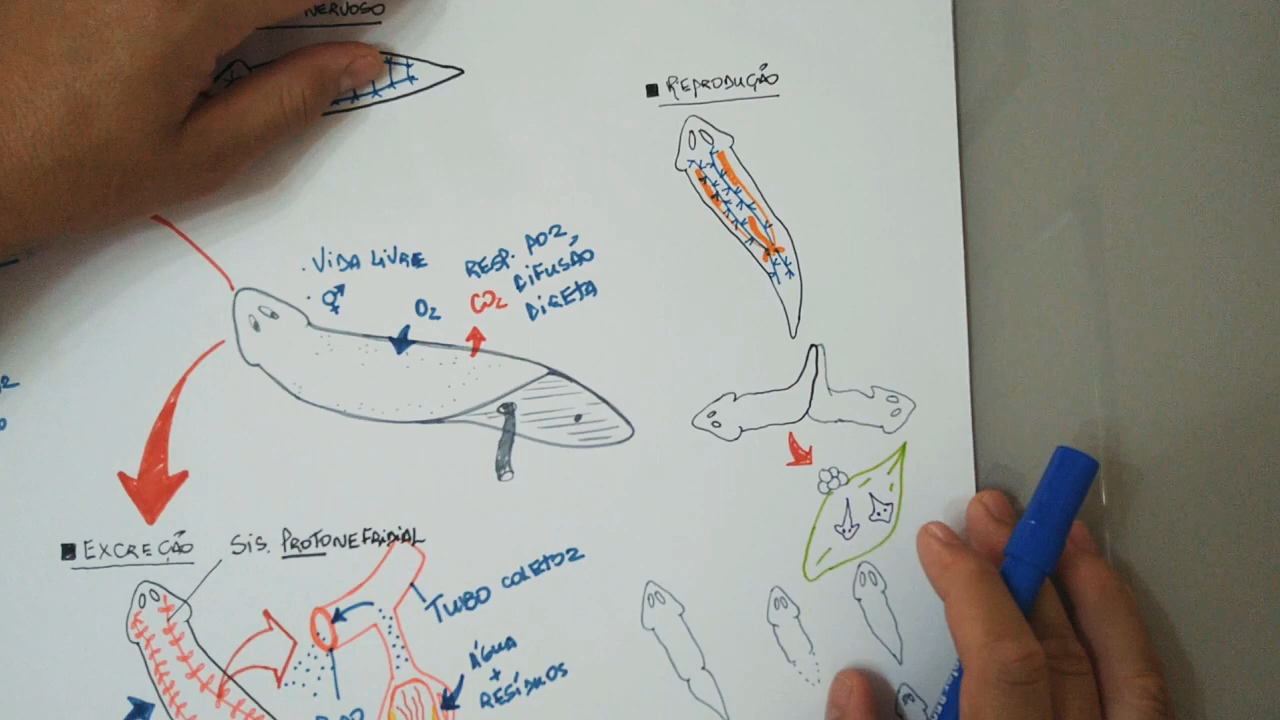 NERVOSO
REPRODUÇÃO
. VIDA LIVRE
. ⚥
O₂
CO₂
RESP. POR
DIFUSÃO
DIRETA
EXCREÇÃO
SIS. PROTONEFRIDIAL
TUBO COLETOR
ÁGUA
+
RESÍDUOS